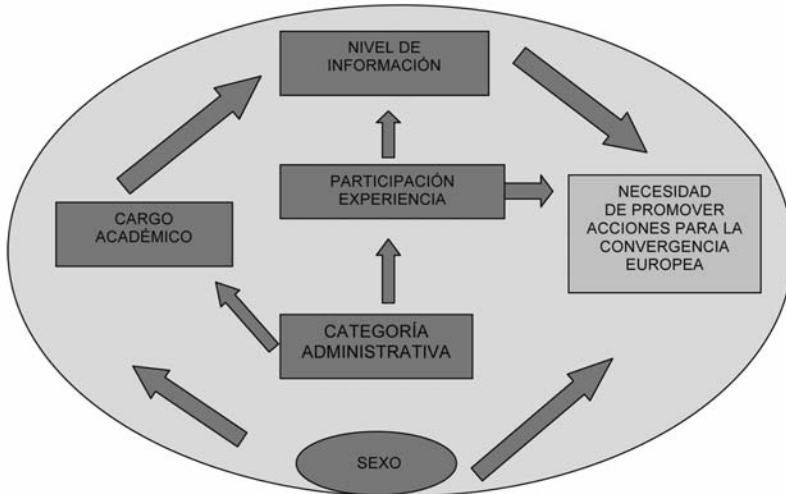 NIVEL DE
INFORMACIÓN
PARTICIPACIÓN
EXPERIENCIA
NECESIDAD
DE PROMOVER
ACCIONES PARA LA
CONVERGENCIA
EUROPEA
CARGO
ACADÉMICO
CATEGORÍA
ADMINISTRATIVA
SEXO